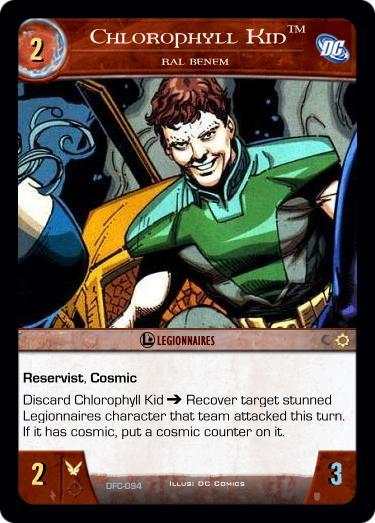 2
CHLOROPHYLL KID™
DC
RAL BENEM
L LEGIONNAIRES
Reservist, Cosmic
Discard Chlorophyll Kid ➔ Recover target stunned
Legionnaires character that team attacked this turn.
If it has cosmic, put a cosmic counter on it.
2
DFC-094
ILLUS: DC COMICS
3